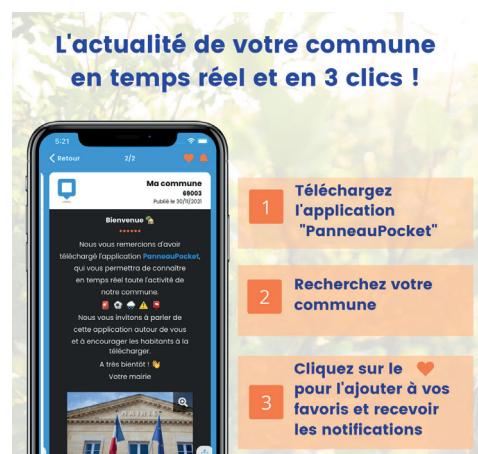 L'actualité de votre commune
en temps réel et en 3 clics !
5:21
Retour
2/2
Ma commune
69003
Publié le 30/11/2021
Bienvenue
Nous vous remercions d'avoir
téléchargé l'application PanneauPocket,
qui vous permettra de connaître
en temps réel toute l'activité de
notre commune.
Nous vous invitons à parler de
cette application autour de vous
et à encourager les habitants à la
télécharger.
A très bientôt !
Votre mairie
MAIRIE
1
Téléchargez
l'application
"PanneauPocket"
2
Recherchez votre
commune
3
Cliquez sur le
pour l'ajouter à vos
favoris et recevoir
les notifications